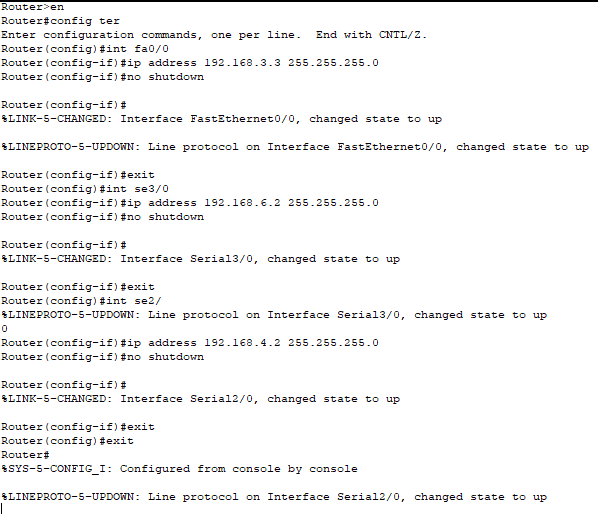 Router>en
Router#config ter
Enter configuration commands, one per line.  End with CNTL/Z.
Router(config)#int fa0/0
Router(config-if)#ip address 192.168.3.3 255.255.255.0
Router(config-if)#no shutdown
Router(config-if)#
%LINK-5-CHANGED: Interface FastEthernet0/0, changed state to up
%LINEPROTO-5-UPDOWN: Line protocol on Interface FastEthernet0/0, changed state to up
Router(config-if)#exit
Router(config)#int se3/0
Router(config-if)#ip address 192.168.6.2 255.255.255.0
Router(config-if)#no shutdown
Router(config-if)#
%LINK-5-CHANGED: Interface Serial3/0, changed state to up
Router(config-if)#exit
Router(config)#int se2/
%LINEPROTO-5-UPDOWN: Line protocol on Interface Serial3/0, changed state to up
0
Router(config-if)#ip address 192.168.4.2 255.255.255.0
Router(config-if)#no shutdown
Router(config-if)#
%LINK-5-CHANGED: Interface Serial2/0, changed state to up
Router(config-if)#exit
Router(config)#exit
Router#
%SYS-5-CONFIG_I: Configured from console by console
%LINEPROTO-5-UPDOWN: Line protocol on Interface Serial2/0, changed state to up